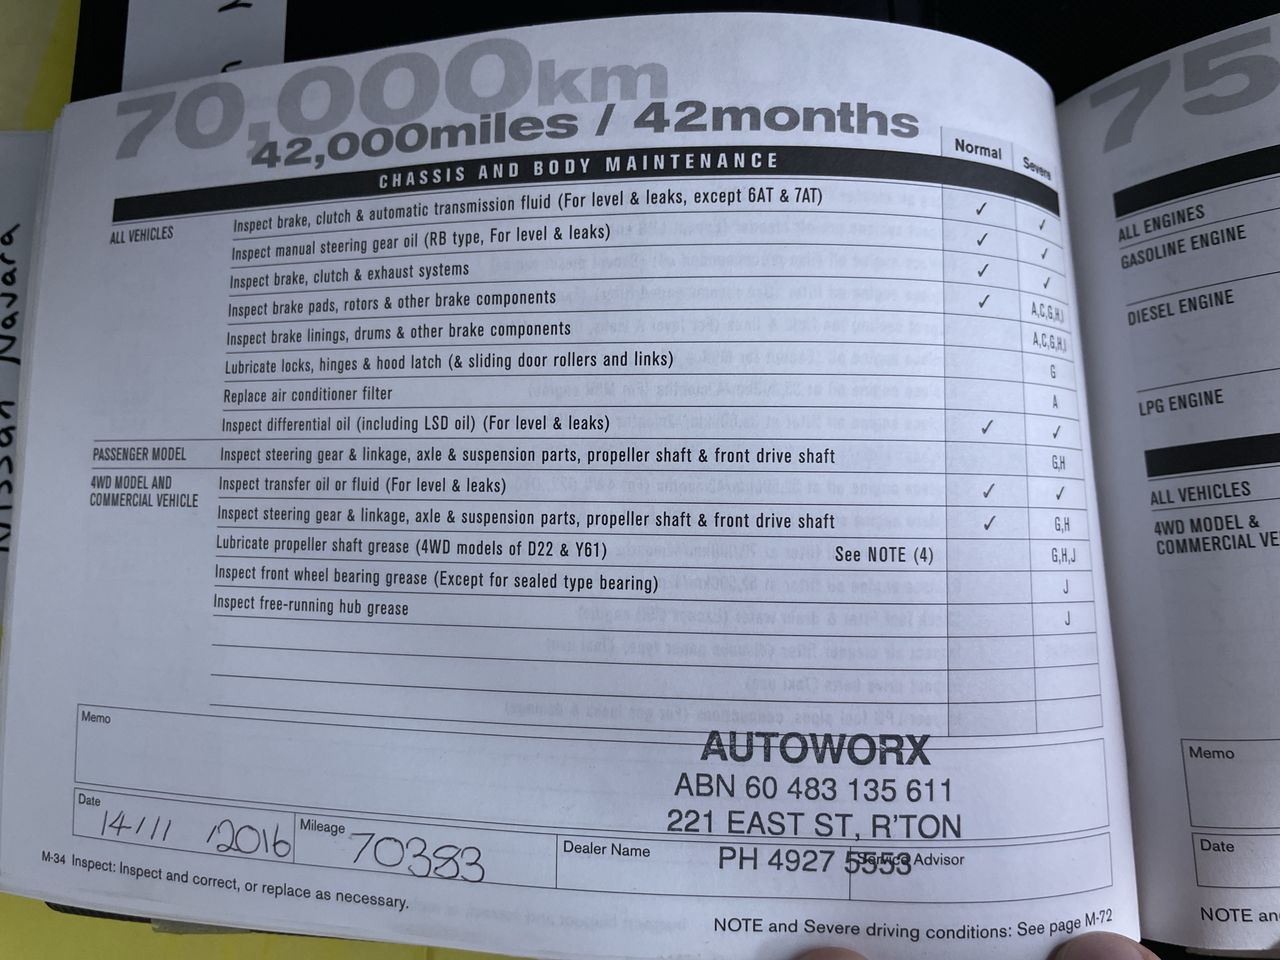 70,000km
42,000miles / 42months
CHASSIS AND BODY MAINTENANCE Normal Severe
ALL VEHICLES Inspect brake, clutch & automatic transmission fluid (For level & leaks, except 6AT & 7AT) ✓ ✓
Inspect manual steering gear oil (RB type, For level & leaks) ✓ ✓
Inspect brake, clutch & exhaust systems ✓ ✓
Inspect brake pads, rotors & other brake components ✓ A,C,G,H,J
Inspect brake linings, drums & other brake components A,C,G,H,J
Lubricate locks, hinges & hood latch (& sliding door rollers and links) G
Replace air conditioner filter A
Inspect differential oil (including LSD oil) (For level & leaks) ✓ ✓
PASSENGER MODEL Inspect steering gear & linkage, axle & suspension parts, propeller shaft & front drive shaft G,H
4WD MODEL AND Inspect transfer oil or fluid (For level & leaks) ✓ ✓
COMMERCIAL VEHICLE Inspect steering gear & linkage, axle & suspension parts, propeller shaft & front drive shaft ✓ G,H
Lubricate propeller shaft grease (4WD models of D22 & Y61) See NOTE (4) G,H,J
Inspect front wheel bearing grease (Except for sealed type bearing) J
Inspect free-running hub grease J
Memo
AUTOWORX
ABN 60 483 135 611
221 EAST ST, R'TON
PH 4927 5553
Date 14/11/2016 Mileage 70383 Dealer Name Service Advisor
M-34 Inspect: Inspect and correct, or replace as necessary.
NOTE and Severe driving conditions: See page M-72
Nissan Navara
75
ALL ENGINES
GASOLINE ENGINE
DIESEL ENGINE
LPG ENGINE
ALL VEHICLES
4WD MODEL &
COMMERCIAL VE
Memo
Date
NOTE an